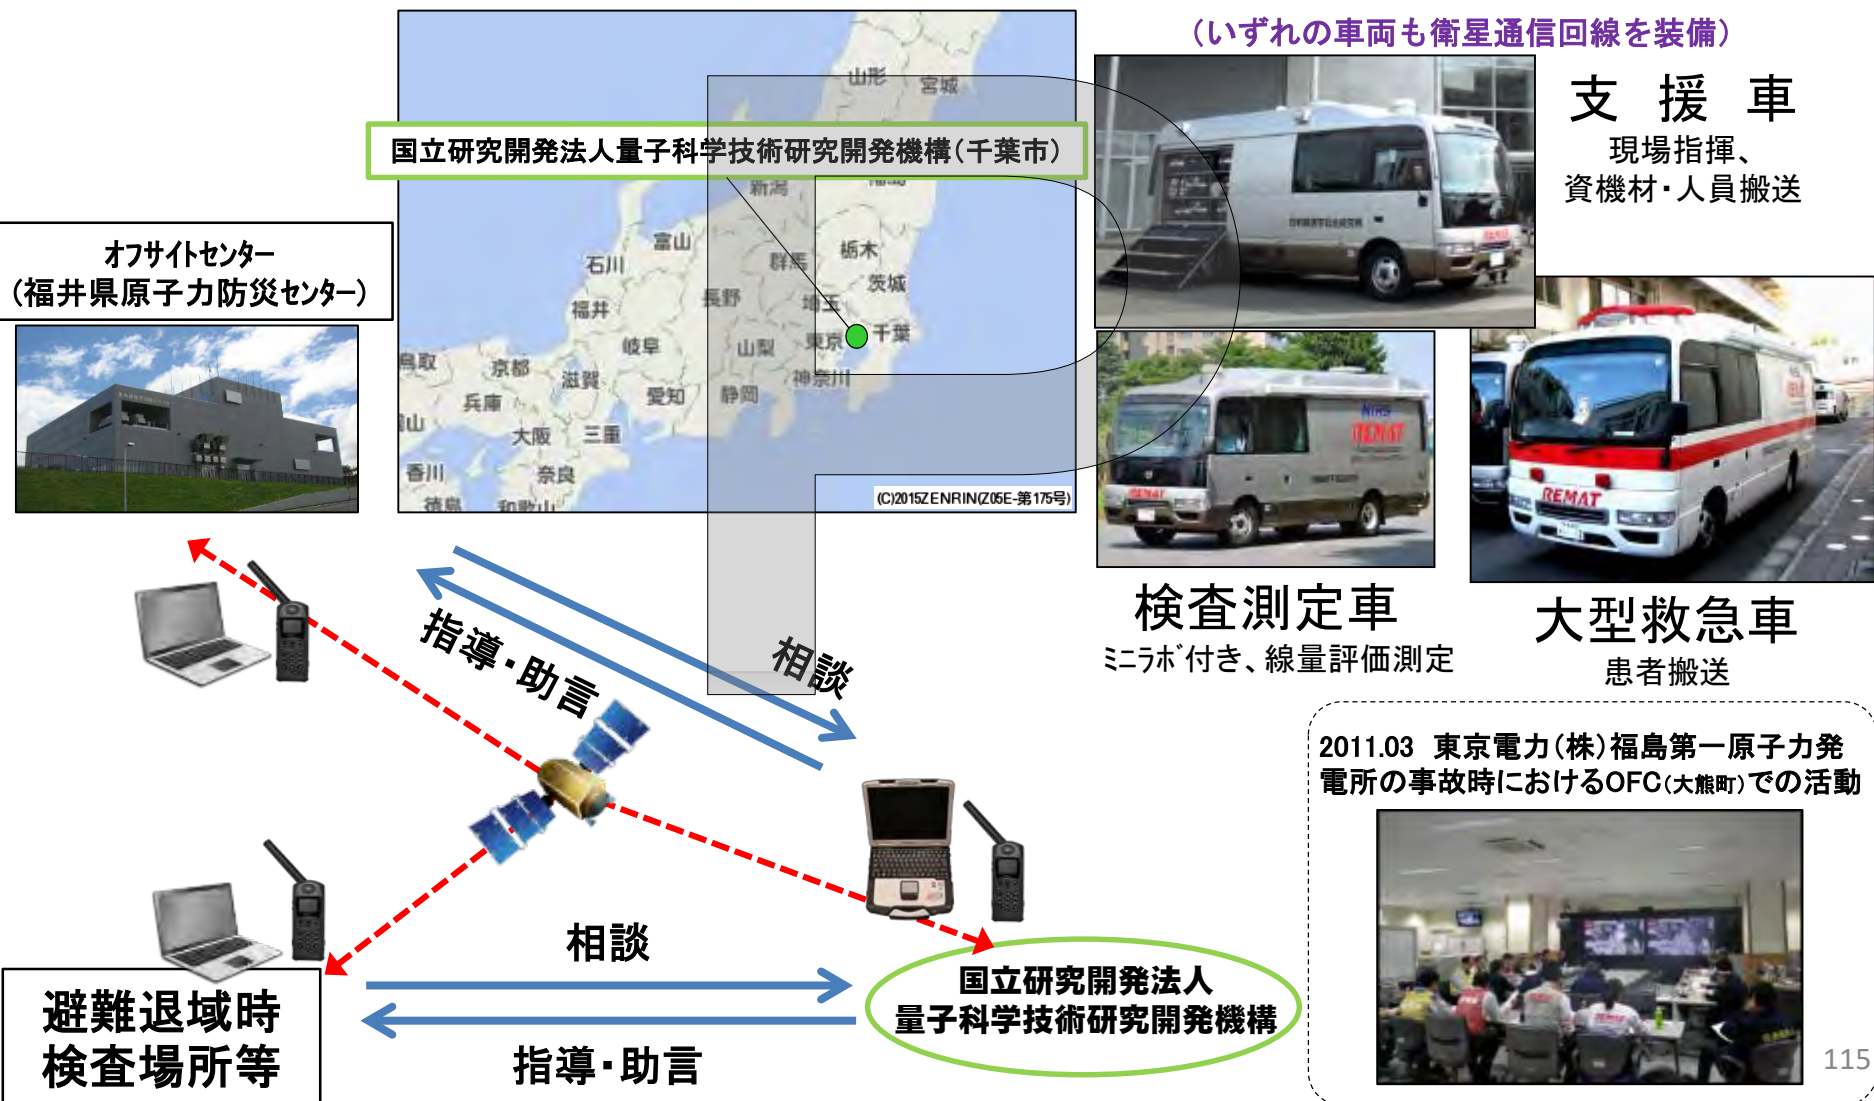 (いずれの車両も衛星通信回線を装備)
支援車
現場指揮、
資機材・人員搬送
国立研究開発法人量子科学技術研究開発機構(千葉市)
山形
宮城
新潟
福島
富山
石川
群馬
栃木
茨城
長野
埼玉
福井
岐阜
山梨
東京
千葉
神奈川
鳥取
京都
滋賀
愛知
静岡
兵庫
大阪
三重
香川
奈良
徳島
和歌山
(C)2015ZENRIN(Z05E-第175号)
オフサイトセンター
(福井県原子力防災センター)
REMAT
NIRS
REMAT
REMAT
REMAT
検査測定車
ミニラボ付き、線量評価測定
大型救急車
患者搬送
指導・助言
相談
2011.03 東京電力(株)福島第一原子力発
電所の事故時におけるOFC(大熊町)での活動
相談
指導・助言
避難退域時
検査場所等
国立研究開発法人
量子科学技術研究開発機構
115